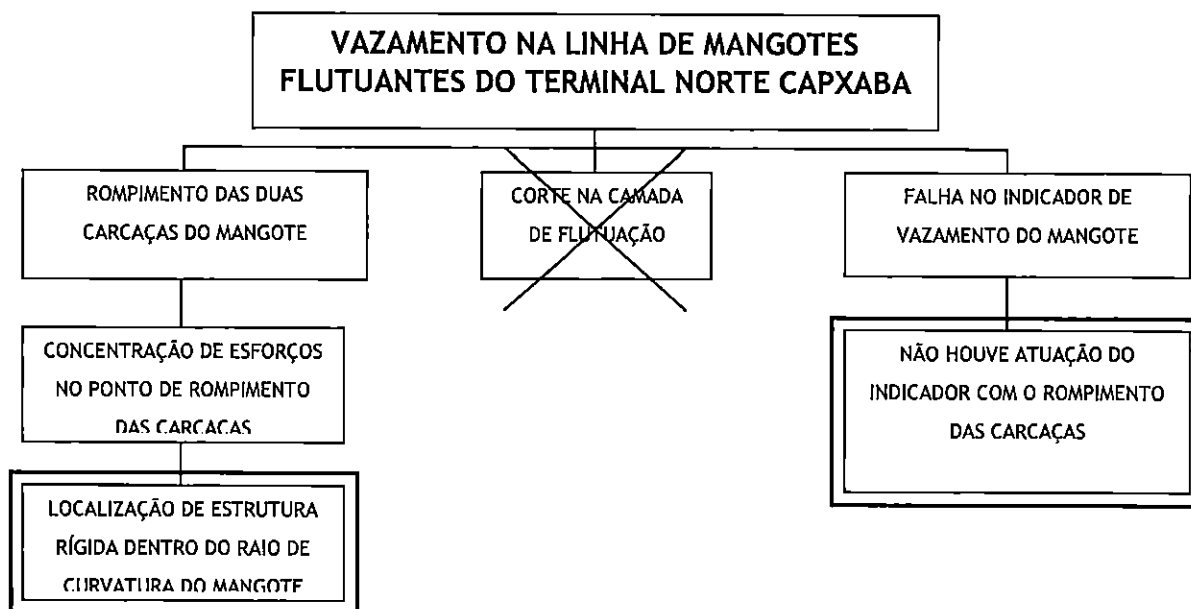 VAZAMENTO NA LINHA DE MANGOTES
FLUTUANTES DO TERMINAL NORTE CAPXABA
ROMPIMENTO DAS DUAS
CARCAÇAS DO MANGOTE
CORTE NA CAMADA
DE FLUTUAÇÃO
FALHA NO INDICADOR DE
VAZAMENTO DO MANGOTE
CONCENTRAÇÃO DE ESFORÇOS
NO PONTO DE ROMPIMENTO
DAS CARCAÇAS
NÃO HOUVE ATUAÇÃO DO
INDICADOR COM O ROMPIMENTO
DAS CARCAÇAS
LOCALIZAÇÃO DE ESTRUTURA
RÍGIDA DENTRO DO RAIO DE
CURVATURA DO MANGOTE